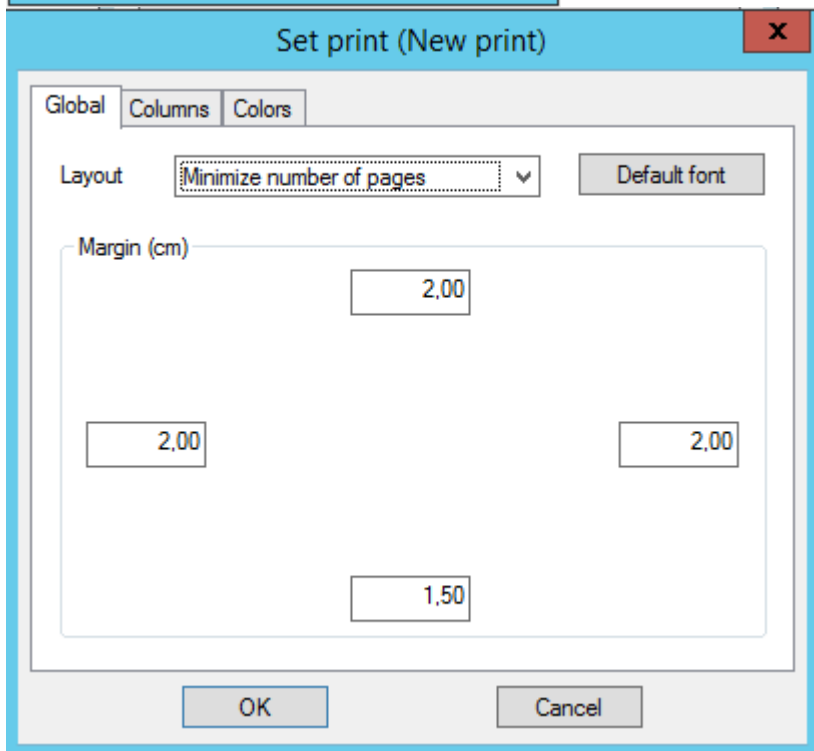 Set print (New print)
x
Global Columns Colors
Layout Minimize number of pages Default font
Margin (cm)
2,00
2,00 2,00
1,50
OK Cancel